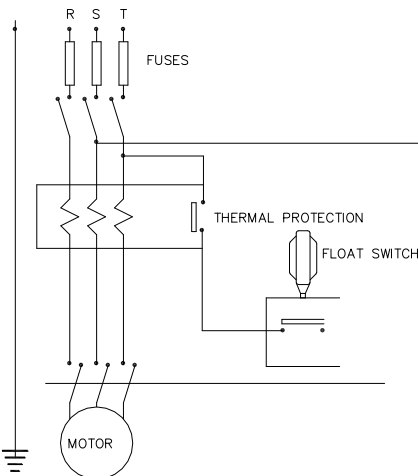 R S T
FUSES
THERMAL PROTECTION
FLOAT SWITCH
MOTOR